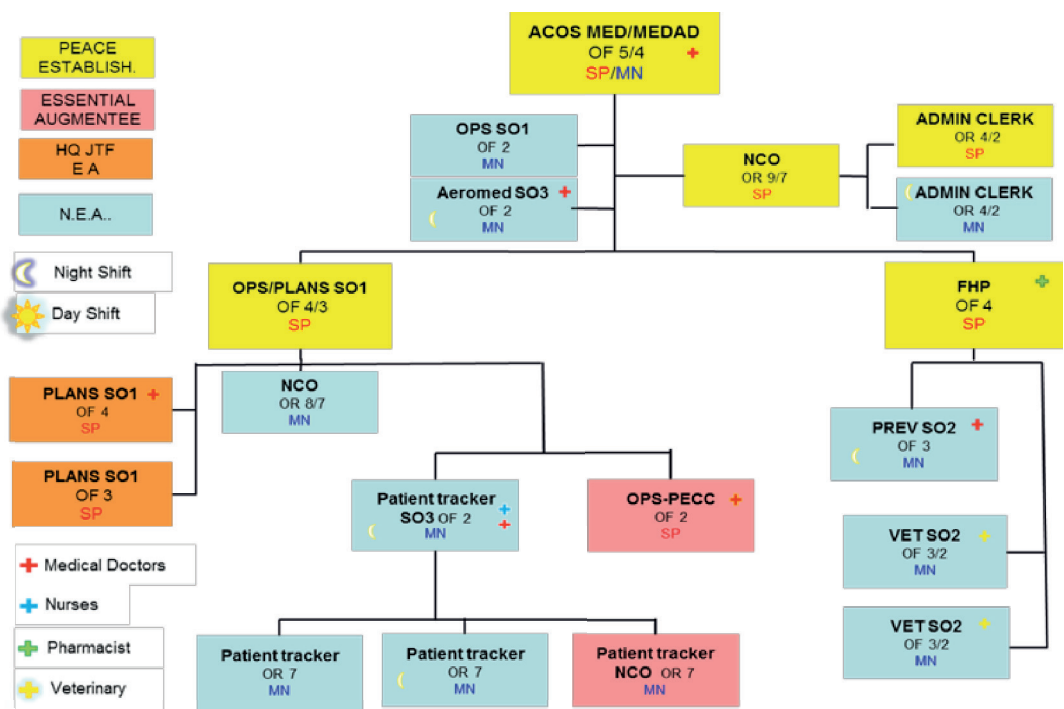 PEACE
ESTABLISH.
ESSENTIAL
AUGMENTEE
HQ JTF
E A
N.E.A..
Night Shift
Day Shift
ACOS MED/MEDAD
OF 5/4
SP/MN
OPS SO1
OF 2
MN
Aeromed SO3
OF 2
MN
NCO
OR 9/7
SP
ADMIN CLERK
OR 4/2
SP
ADMIN CLERK
OR 4/2
MN
OPS/PLANS SO1
OF 4/3
SP
FHP
OF 4
SP
PLANS SO1
OF 4
SP
NCO
OR 8/7
MN
PLANS SO1
OF 3
SP
PREV SO2
OF 3
MN
Patient tracker
SO3 OF 2
MN
OPS-PECC
OF 2
SP
VET SO2
OF 3/2
MN
VET SO2
OF 3/2
MN
Patient tracker
OR 7
MN
Patient tracker
OR 7
MN
Patient tracker
NCO OR 7
MN
Medical Doctors
Nurses
Pharmacist
Veterinary